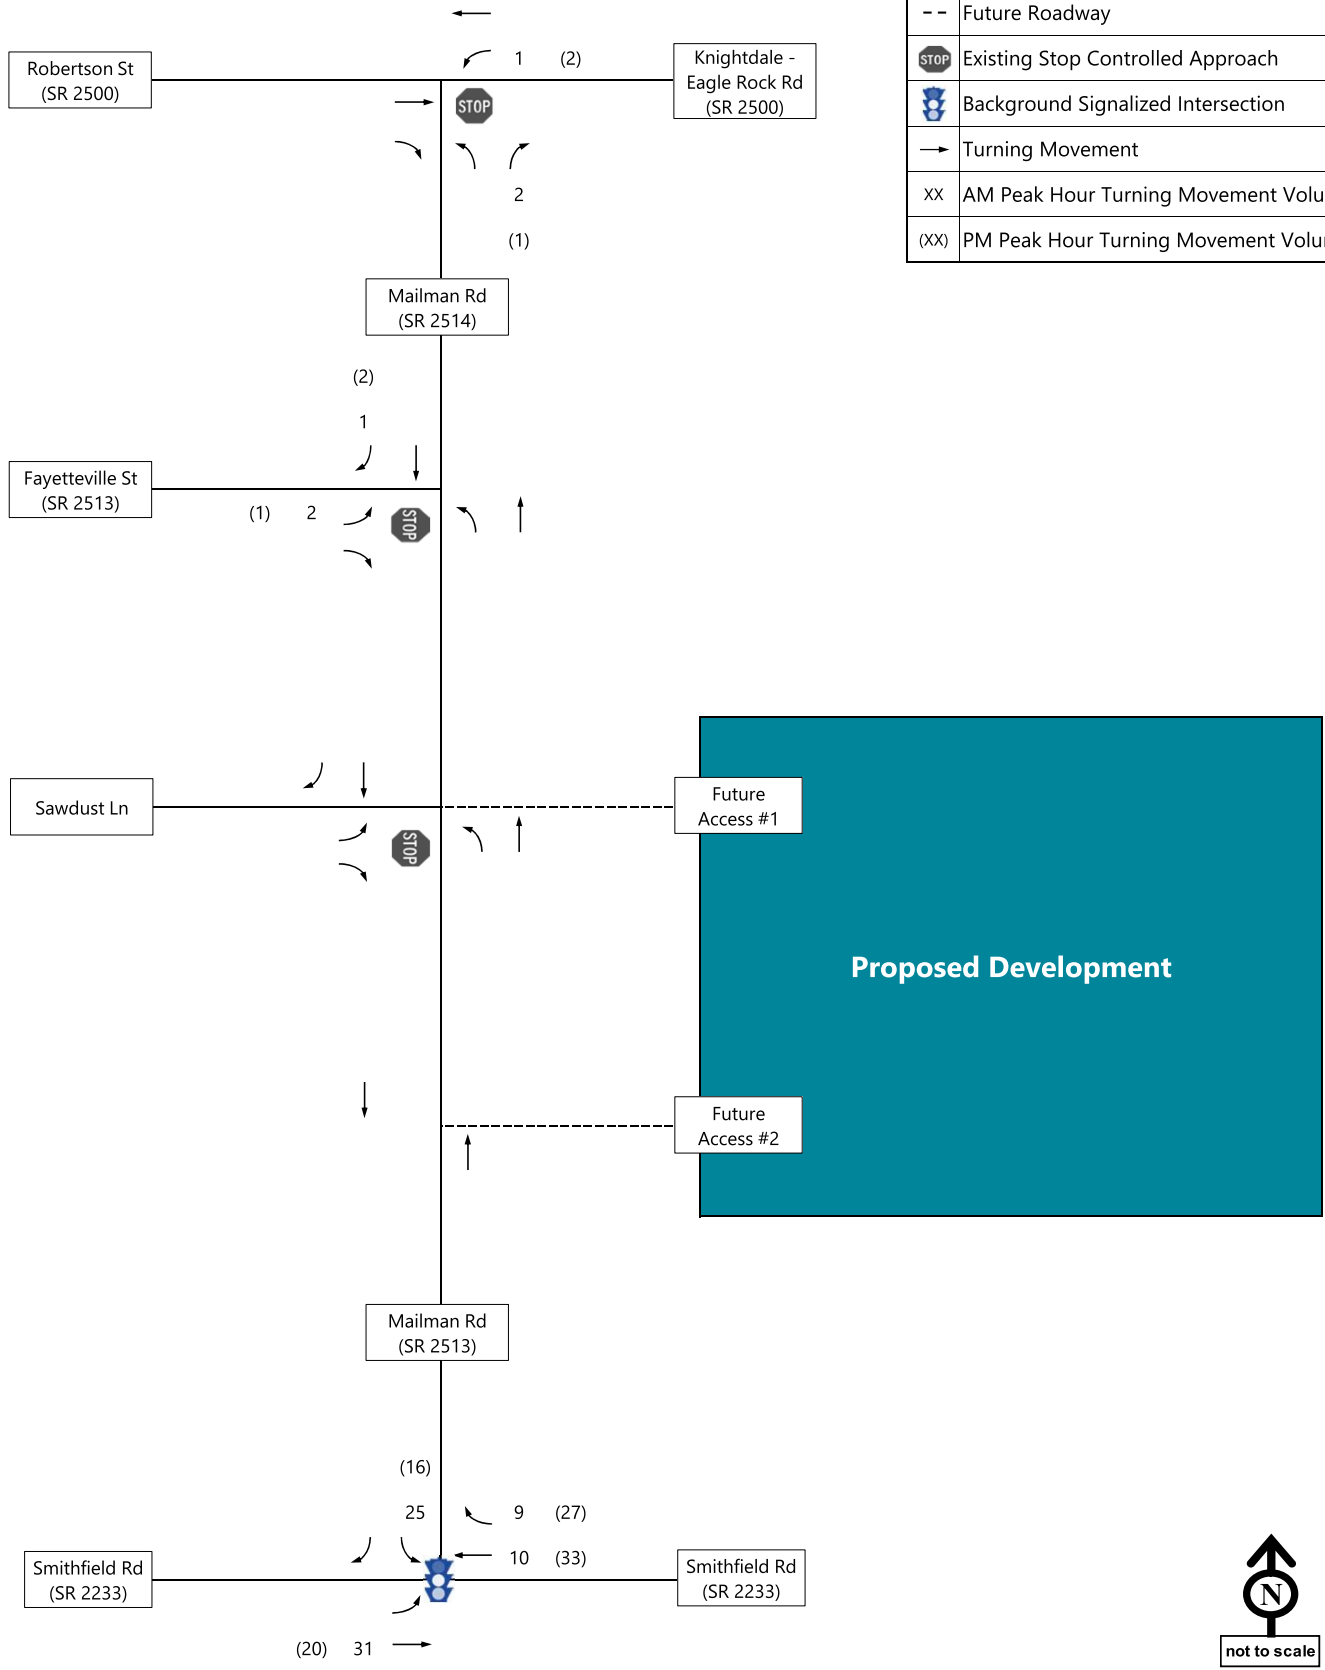 -- Future Roadway
STOP Existing Stop Controlled Approach
Background Signalized Intersection
Turning Movement
XX AM Peak Hour Turning Movement Volu
(XX) PM Peak Hour Turning Movement Volu
1 (2)
Robertson St
(SR 2500)
Knightdale -
Eagle Rock Rd
(SR 2500)
STOP
2
(1)
Mailman Rd
(SR 2514)
(2)
1
Fayetteville St
(SR 2513)
(1) 2
STOP
Sawdust Ln
Future
Access #1
STOP
Proposed Development
Future
Access #2
Mailman Rd
(SR 2513)
(16)
25
9 (27)
10 (33)
Smithfield Rd
(SR 2233)
Smithfield Rd
(SR 2233)
(20) 31
N
not to scale